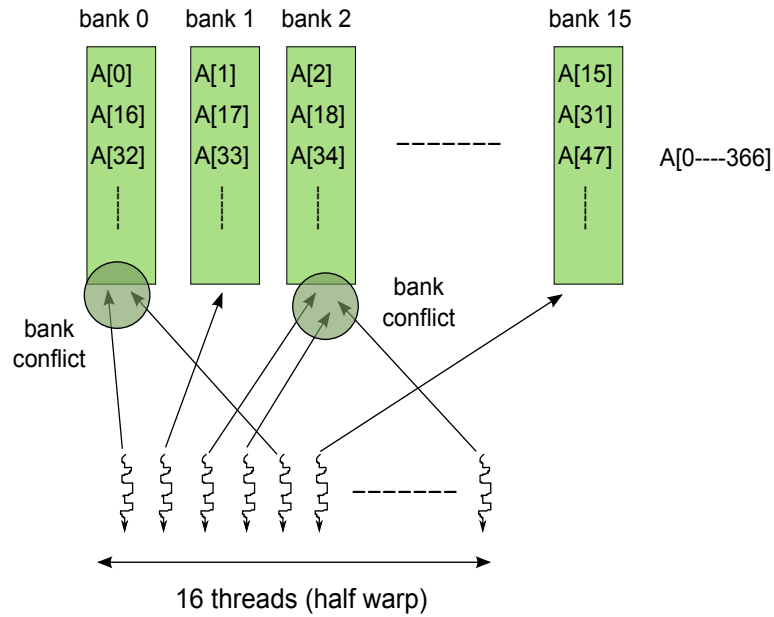 bank 0
bank 1
bank 2
bank 15
A[0]
A[1]
A[2]
A[15]
A[16]
A[17]
A[18]
A[31]
A[32]
A[33]
A[34]
A[47]
A[0----366]
bank
conflict
bank
conflict
16 threads (half warp)